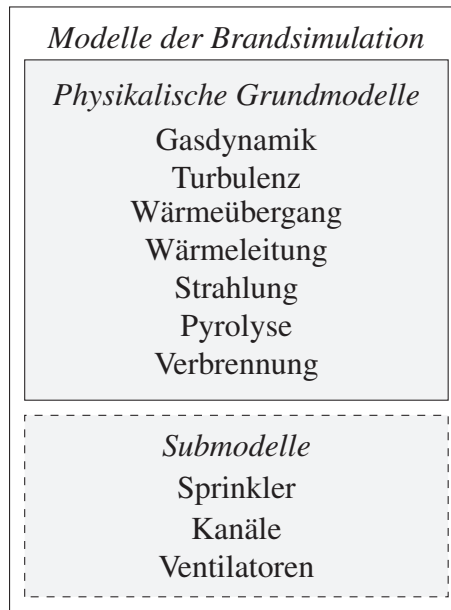 Modelle der Brandsimulation
Physikalische Grundmodelle
Gasdynamik
Turbulenz
Wärmeübergang
Wärmeleitung
Strahlung
Pyrolyse
Verbrennung
Submodelle
Sprinkler
Kanäle
Ventilatoren